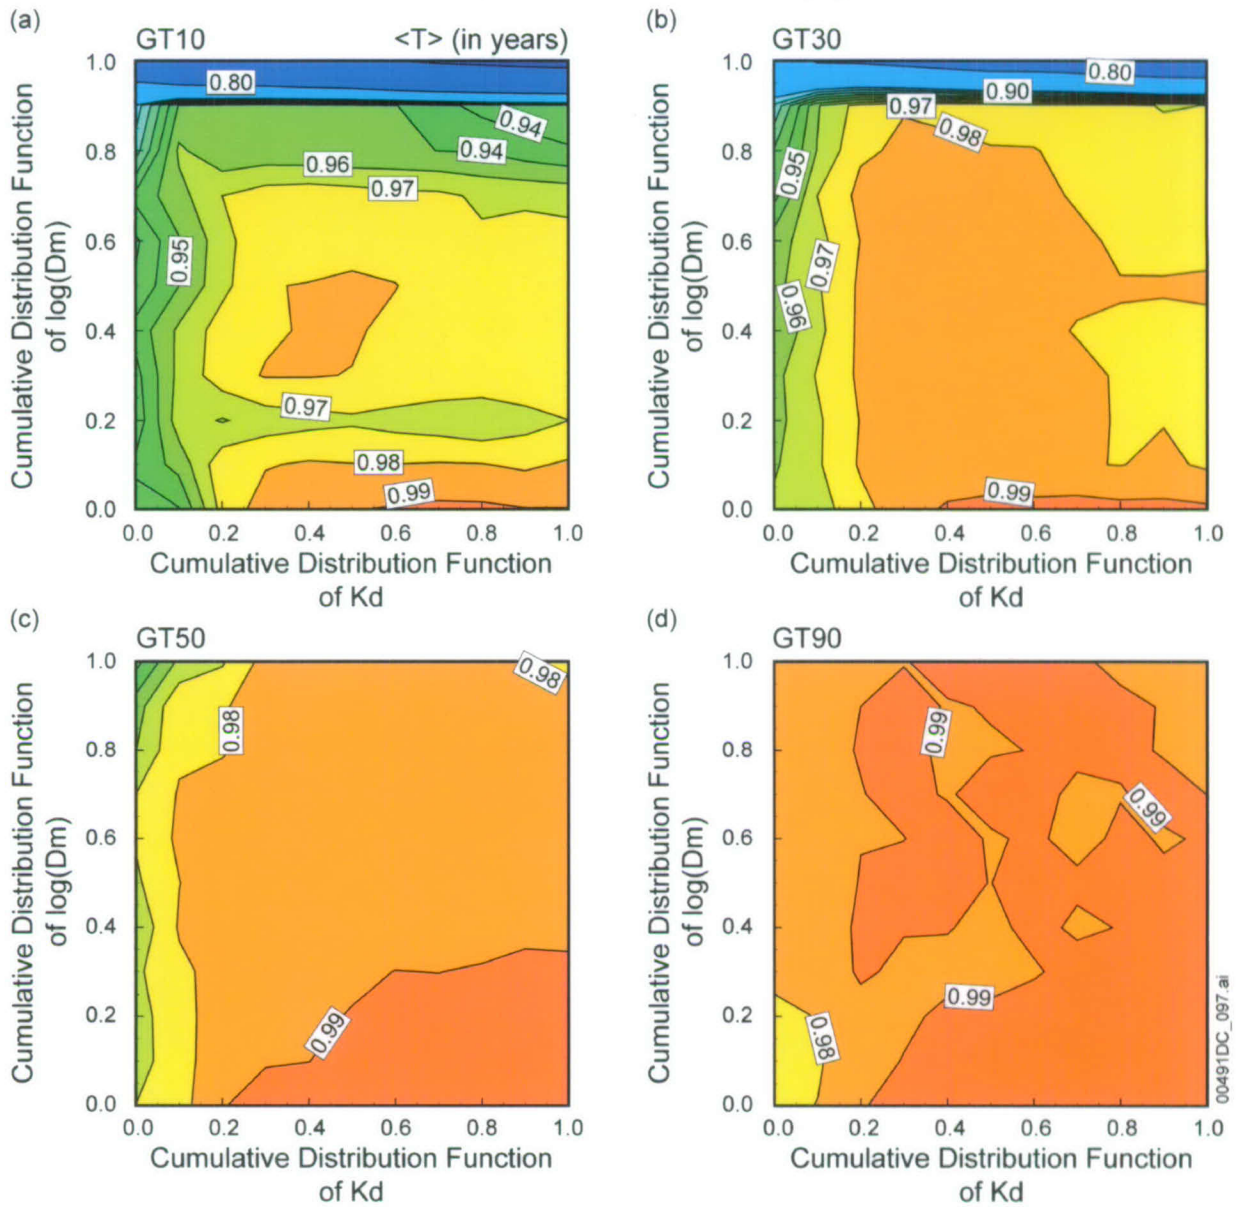 (a)
GT10 <T> (in years)
1.0
0.8
0.6
0.4
0.2
0.0
Cumulative Distribution Function
of log(Dm)
0.80
0.94
0.94
0.96
0.97
0.95
0.97
0.98
0.99
0.0 0.2 0.4 0.6 0.8 1.0
Cumulative Distribution Function
of Kd
(b)
GT30
1.0
0.8
0.6
0.4
0.2
0.0
Cumulative Distribution Function
of log(Dm)
0.80
0.90
0.97
0.98
0.95
0.97
0.96
0.99
0.0 0.2 0.4 0.6 0.8 1.0
Cumulative Distribution Function
of Kd
(c)
GT50
1.0
0.8
0.6
0.4
0.2
0.0
Cumulative Distribution Function
of log(Dm)
0.98
0.98
0.99
0.0 0.2 0.4 0.6 0.8 1.0
Cumulative Distribution Function
of Kd
(d)
GT90
1.0
0.8
0.6
0.4
0.2
0.0
Cumulative Distribution Function
of log(Dm)
0.99
0.99
0.99
0.98
0.0 0.2 0.4 0.6 0.8 1.0
Cumulative Distribution Function
of Kd
00491DC_097.ai